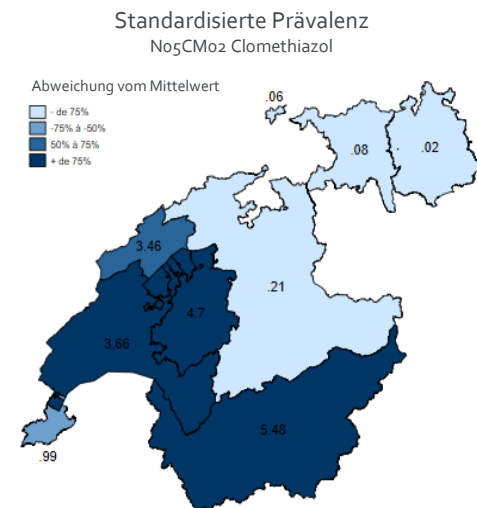 Standardisierte Prävalenz
N05CM02 Clomethiazol
Abweichung vom Mittelwert
- de 75%
-75% à -50%
50% à 75%
+ de 75%
.06
.08
.02
3.46
.21
4.7
3.66
5.48
.99